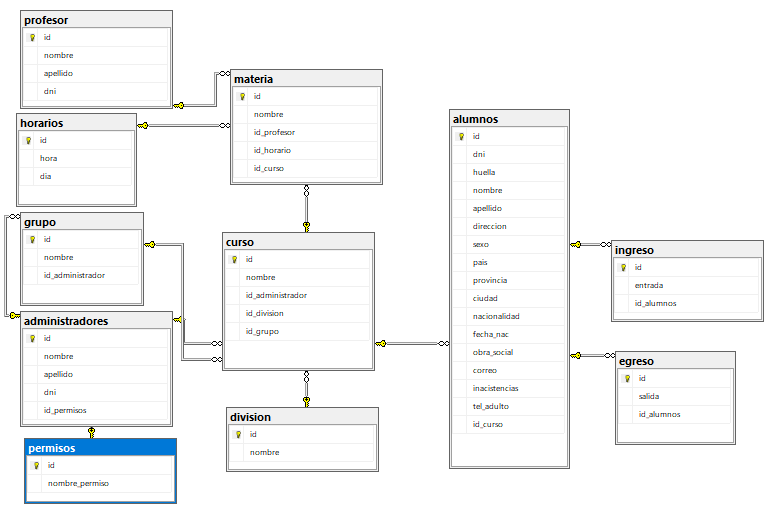 profesor
id
nombre
apellido
dni
horarios
id
hora
dia
grupo
id
nombre
id_administrador
administradores
id
nombre
apellido
dni
id_permisos
permisos
id
nombre_permiso
materia
id
nombre
id_profesor
id_horario
id_curso
curso
id
nombre
id_administrador
id_division
id_grupo
division
id
nombre
alumnos
id
dni
huella
nombre
apellido
direccion
sexo
pais
provincia
ciudad
nacionalidad
fecha_nac
obra_social
correo
inacistencias
tel_adulto
id_curso
ingreso
id
entrada
id_alumnos
egreso
id
salida
id_alumnos